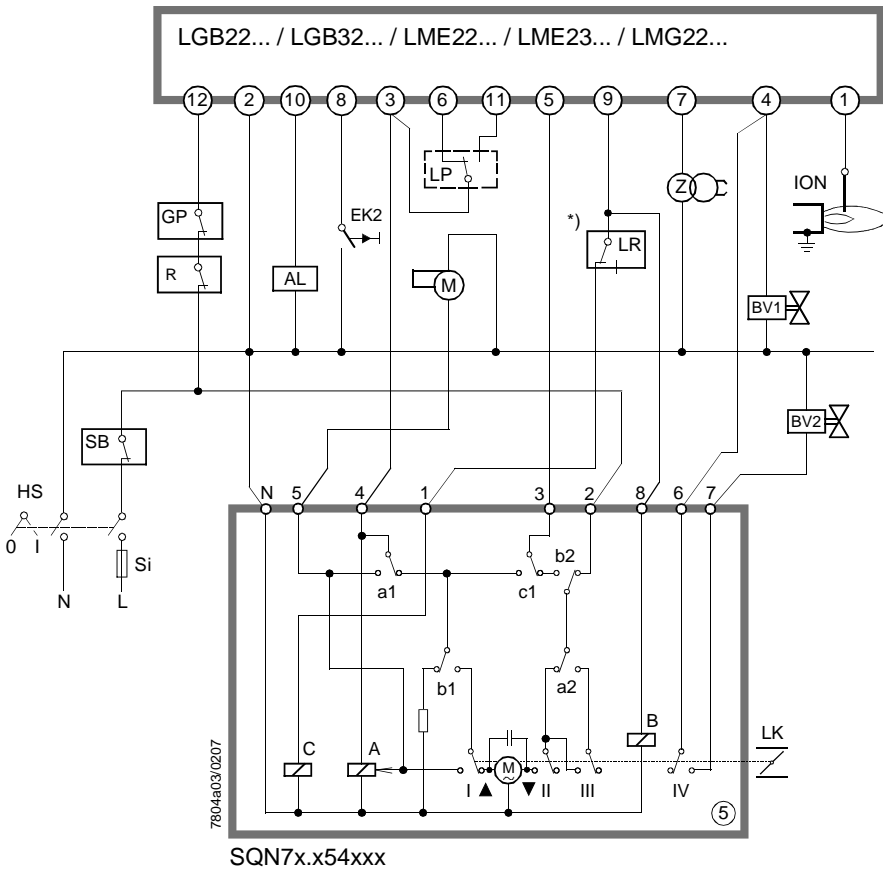 LGB22... / LGB32... / LME22... / LME23... / LMG22...
12 2 10 8 3 6 11 5 9 7 4 1
LP
Z
ION
GP
EK2
*)
LR
R
AL
M
BV1
SB
BV2
HS
N 5 4 1 3 2 8 6 7
0 I
Si
N L
a1
c1
b2
b1
a2
B
C
A
LK
M
~
I ▲ ▼ II III IV
5
7804a03/0207
SQN7x.x54xxx